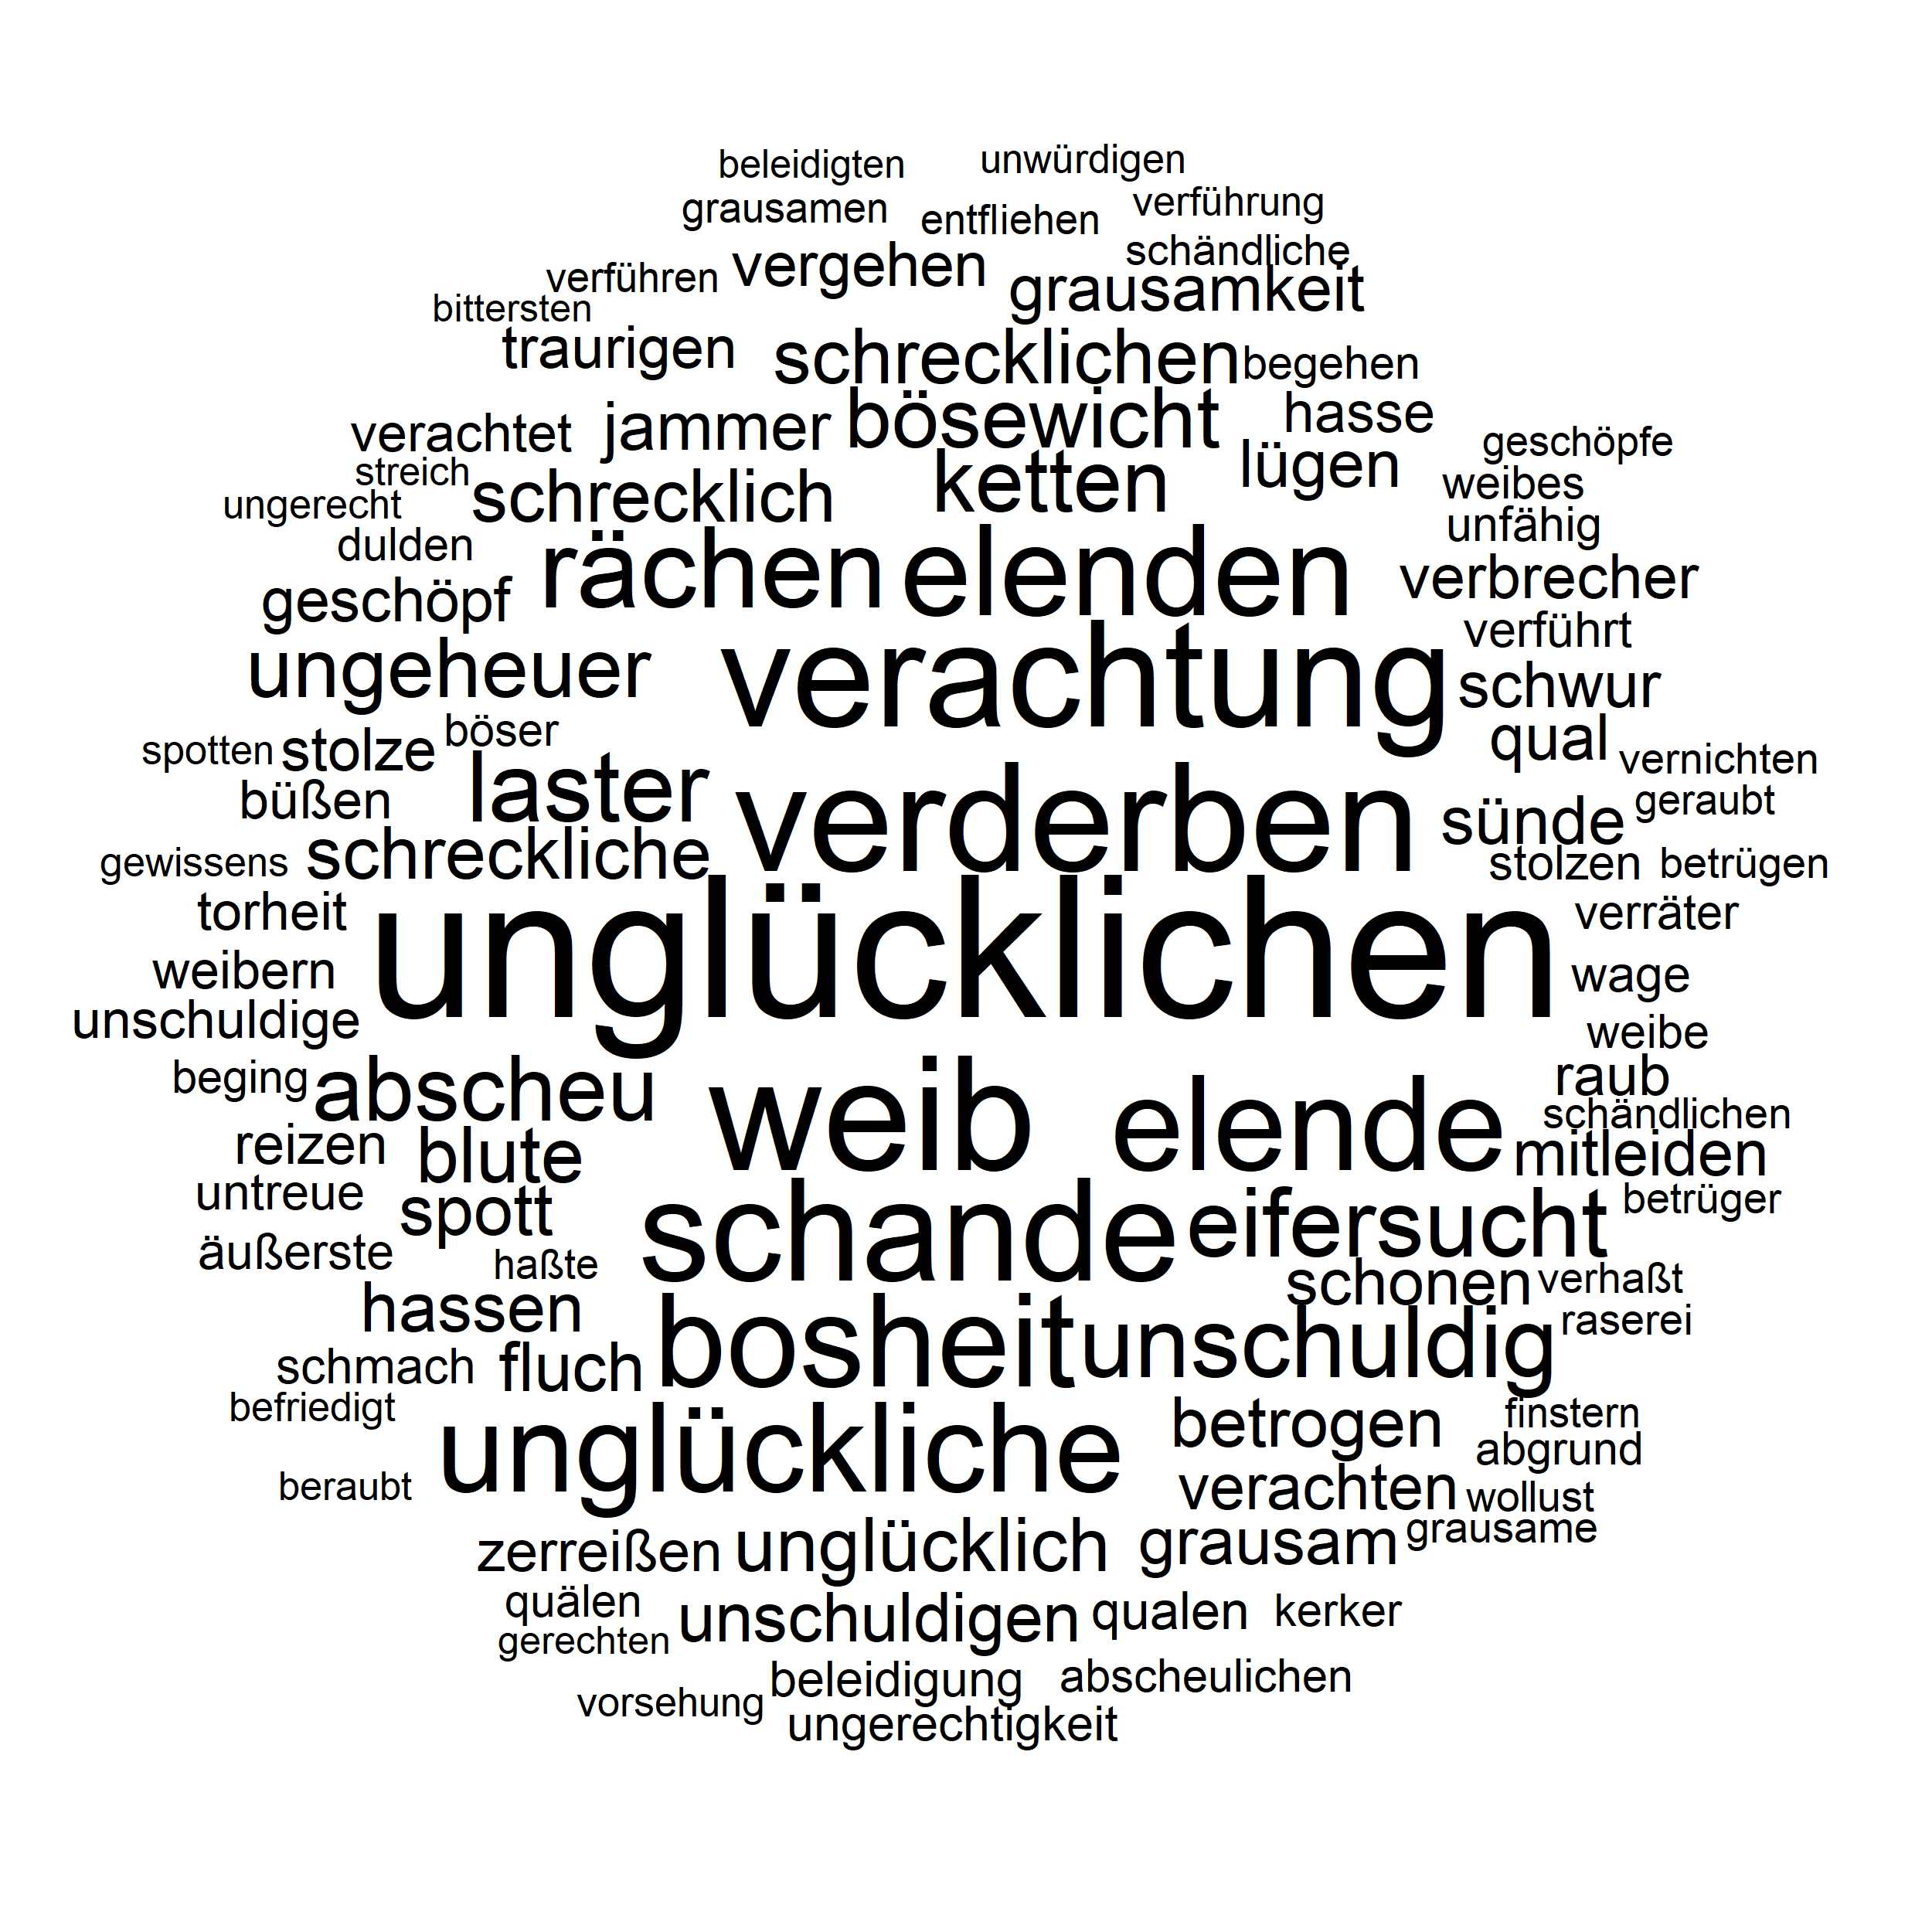 beleidigten unwürdigen
grausamen entfliehen verführung
verführen vergehen schändliche
bittersten grausamkeit
traurigen schrecklichen begehen
verachtet jammer bösewicht hasse
streich ketten lügen geschöpfe
ungerecht schrecklich weibes
dulden rächen elenden unfähig
geschöpf verbrecher
ungeheuer verachtung verführt
schwur
spotten stolze böser qual vernichten
büßen laster verderben sünde geraubt
gewissens schreckliche stolzen betrügen
torheit unglücklichen verräter
weibern wage
unschuldige weibe
beging abscheu weib elende raub
reizen blute schändlichen
mitleiden
untreue spott schande eifersucht betrüger
äußerste haßte schonen verhaßt
hassen bosheit unschuldig raserei
schmach fluch
befriedigt unglückliche betrogen finstern
abgrund
beraubt verachten wollust
zerreißen unglücklich grausam grausame
quälen unschuldigen qualen kerker
gerechten
vorsehung beleidigung abscheulichen
ungerechtigkeit